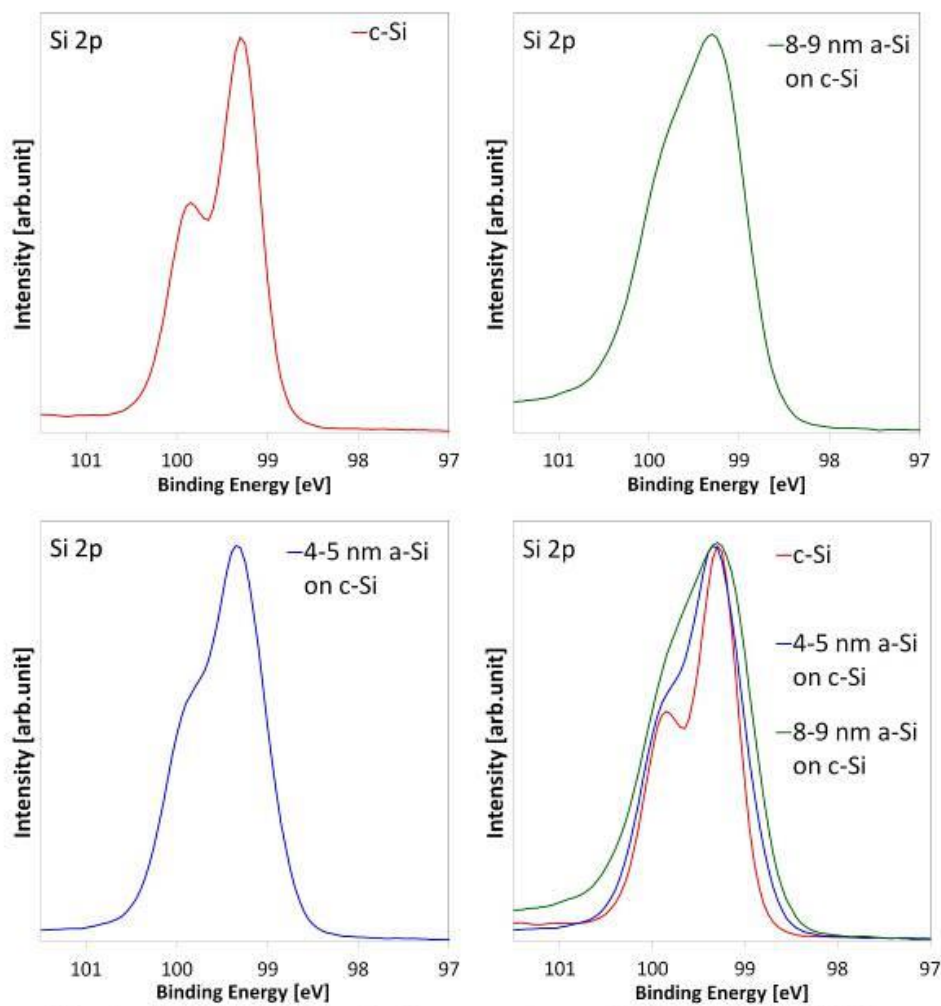 Si 2p
c-Si
Intensity [arb.unit]
101 100 99 98 97
Binding Energy [eV]
Si 2p
8-9 nm a-Si
on c-Si
Intensity [arb.unit]
101 100 99 98 97
Binding Energy [eV]
Si 2p
4-5 nm a-Si
on c-Si
Intensity [arb.unit]
101 100 99 98 97
Binding Energy [eV]
Si 2p
c-Si
4-5 nm a-Si
on c-Si
8-9 nm a-Si
on c-Si
Intensity [arb.unit]
101 100 99 98 97
Binding Energy [eV]